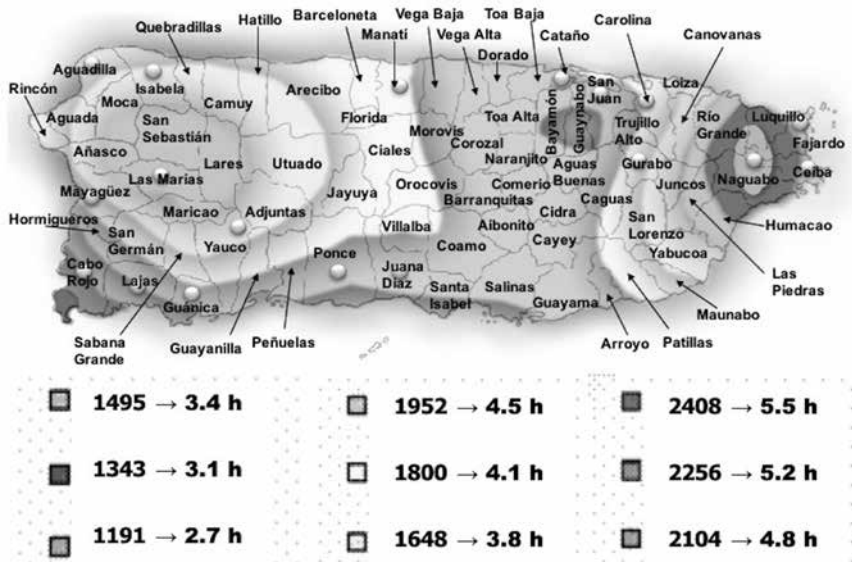 Barceloneta Vega Baja Toa Baja
Hatillo Carolina
Quebradillas Manatí Vega Alta Cataño Canovanas
Dorado
Aguadilla San Juan Loiza
Rincón Isabela Arecibo
Moca Camuy Río Grande Luquillo
Aguada San Sebastián Florida Toa Alta Bayamón Guaynabo Trujillo Alto
Morovis Fajardo
Añasco Ciales Corozal
Lares Utuado Naranjito Aguas Buenas Gurabo Ceiba
Las Marias Orocovis Comerio Juncos Naguabo
Mayagüez Jayuya Barranquitas Caguas
Hormigueros Maricao Adjuntas Cidra San Lorenzo Humacao
San Germán Yauco Villalba Aibonito
Ponce Coamo Cayey Yabucoa
Cabo Rojo Lajas Juana Díaz Las Piedras
Guánica Santa Isabel Salinas Guayama Maunabo
Sabana Grande Guayanilla Peñuelas Arroyo Patillas
1495 → 3.4 h 1952 → 4.5 h 2408 → 5.5 h
1343 → 3.1 h 1800 → 4.1 h 2256 → 5.2 h
1191 → 2.7 h 1648 → 3.8 h 2104 → 4.8 h